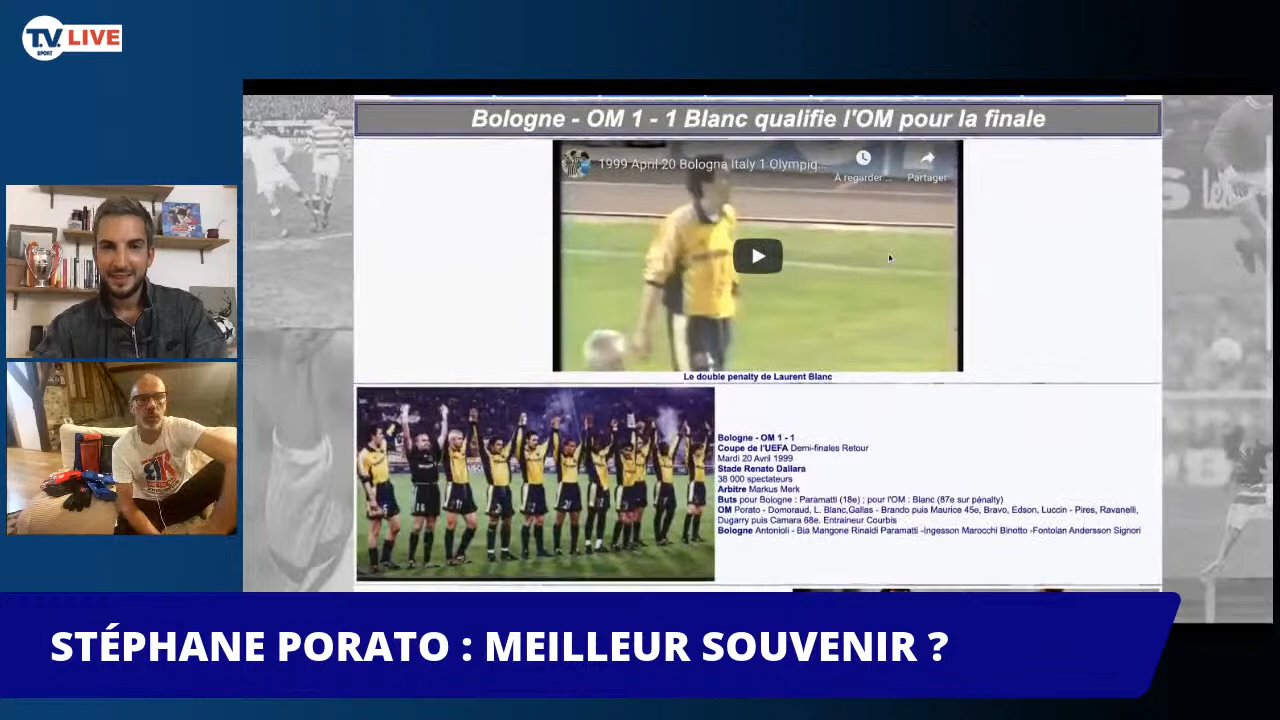 T.V. LIVE
SPORT
Bologne - OM 1 - 1 Blanc qualifie l'OM pour la finale
1999 April 20 Bologna Italy 1 Olympiq...
À regarder ...
Partager
Le double penalty de Laurent Blanc
Bologne - OM 1 - 1
Coupe de l'UEFA Demi-finales Retour
Mardi 20 Avril 1999
Stade Renato Dallara
38 000 spectateurs
Arbitre Markus Merk
Buts pour Bologne : Paramatti (18e) ; pour l'OM : Blanc (87e sur pénalty)
OM Porato - Domoraud, L. Blanc,Gallas - Brando puis Maurice 45e, Bravo, Edson, Luccin - Pires, Ravanelli,
Dugarry puis Camara 68e. Entraineur Courbis
Bologne Antonioli - Bia Mangone Rinaldi Paramatti -Ingesson Marocchi Binotto -Fontolan Andersson Signori
STÉPHANE PORATO : MEILLEUR SOUVENIR ?